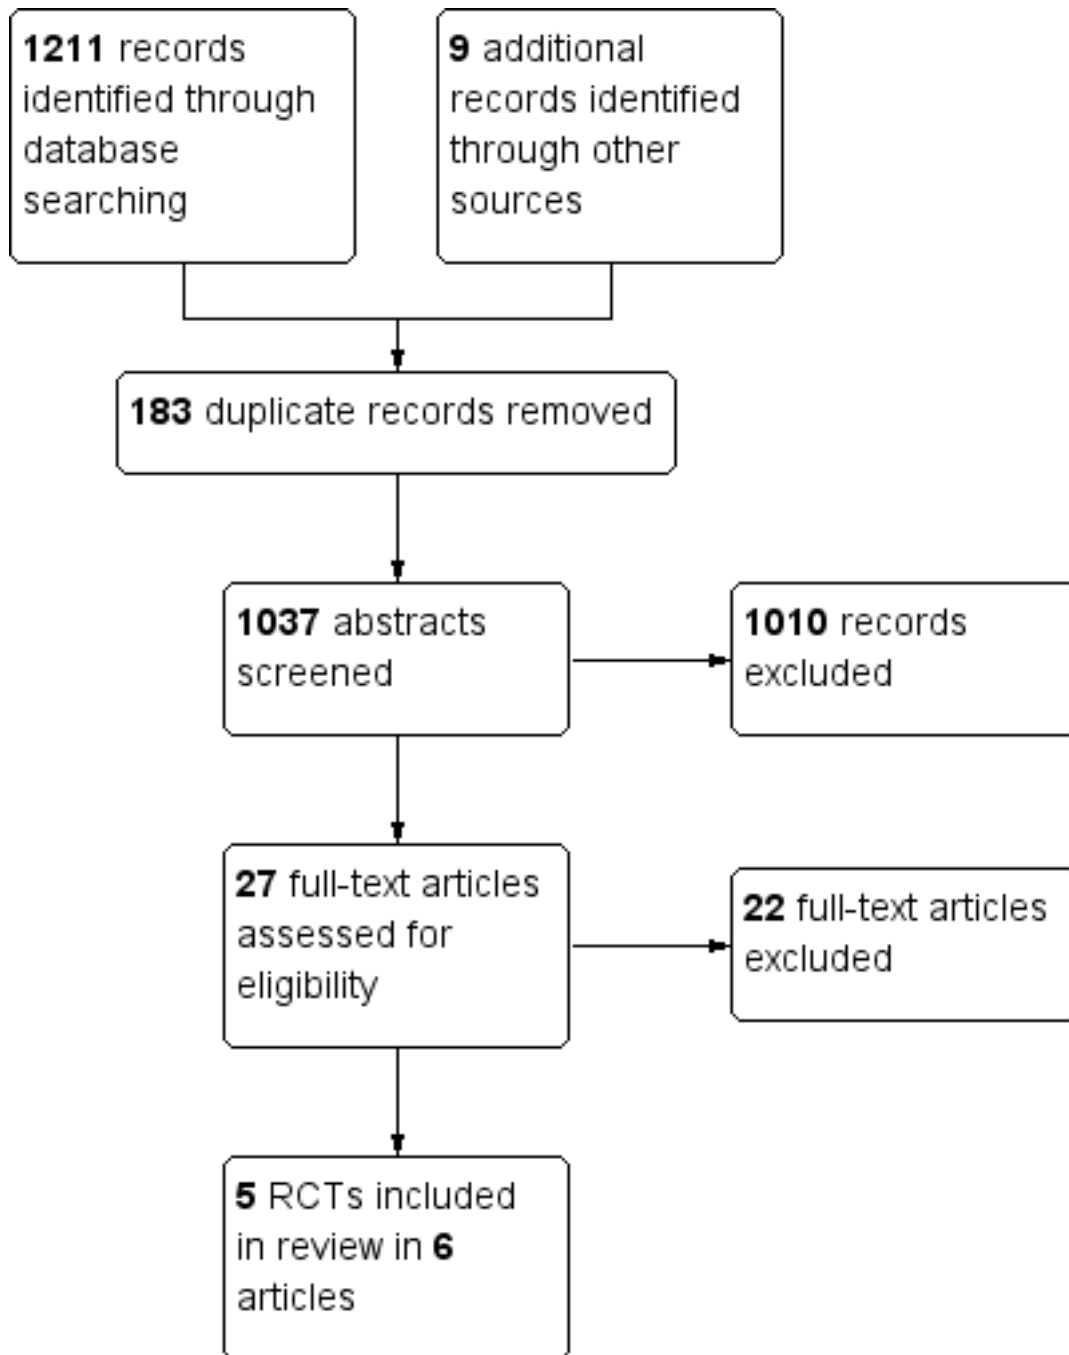 1211 records
identified through
database
searching
9 additional
records identified
through other
sources
183 duplicate records removed
1037 abstracts
screened
1010 records
excluded
27 full-text articles
assessed for
eligibility
22 full-text articles
excluded
5 RCTs included
in review in 6
articles